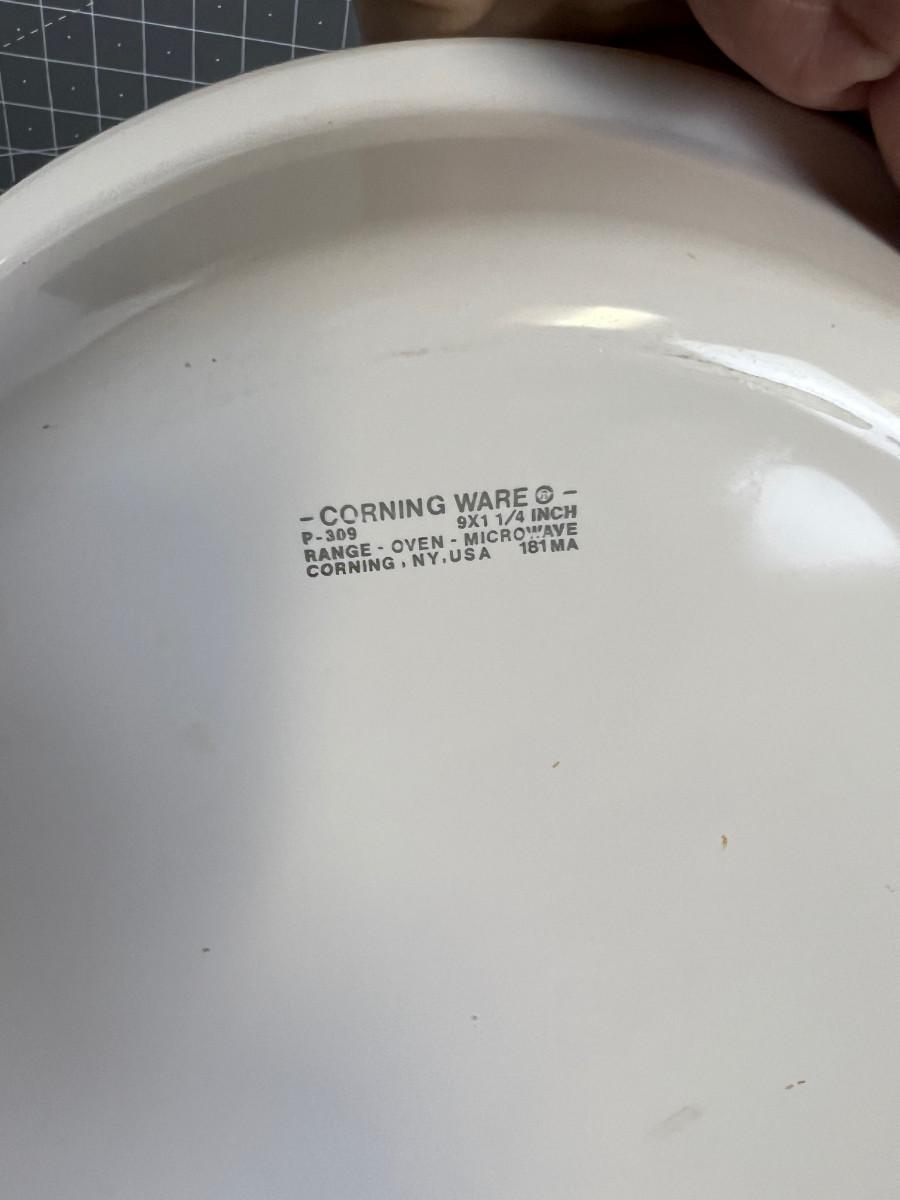 - CORNING WARE ® -
P-309 9X1 1/4 INCH
RANGE - OVEN - MICROWAVE
CORNING , NY,USA 181MA